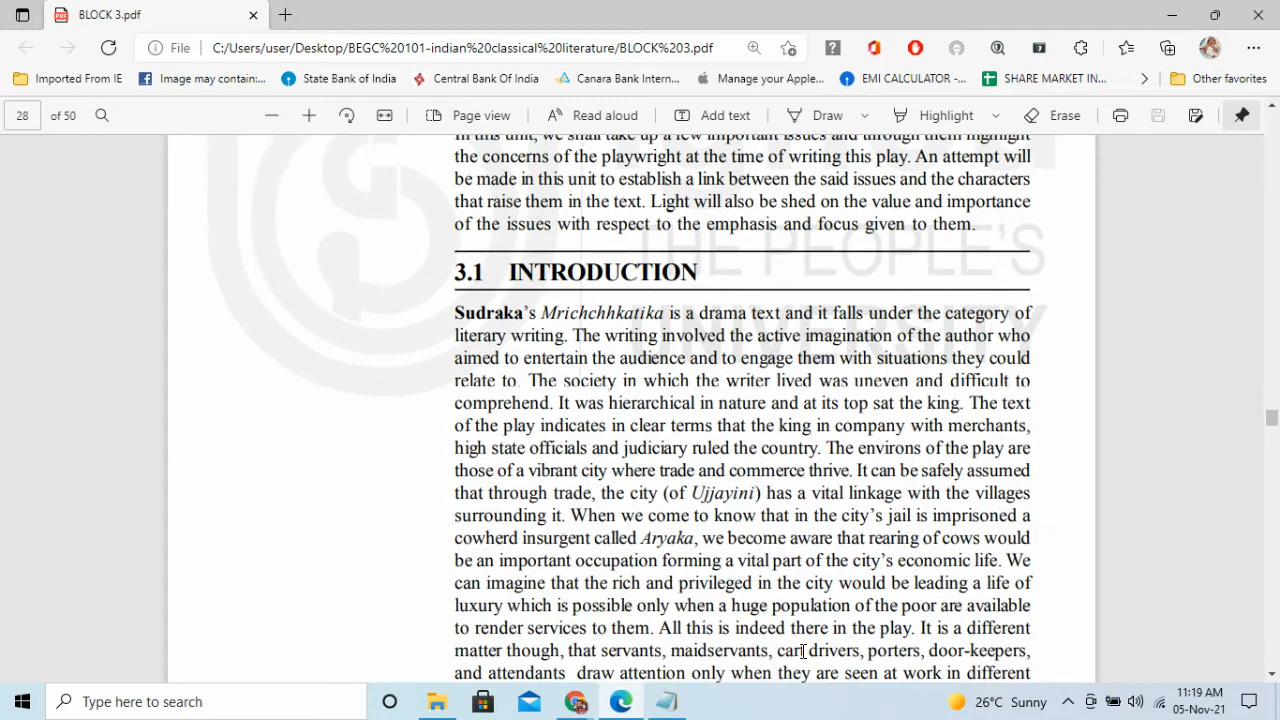 BLOCK 3.pdf
File C:/Users/user/Desktop/BEGC%20101-indian%20classical%20literature/BLOCK%203.pdf
Imported From IE Image may contain:... State Bank of India Central Bank Of India Canara Bank Intern... Manage your Apple... EMI CALCULATOR -... SHARE MARKET IN... Other favorites
28 of 50 Page view Read aloud Add text Draw Highlight Erase
In this unit, we shall take up a few important issues and through them highlight
the concerns of the playwright at the time of writing this play. An attempt will
be made in this unit to establish a link between the said issues and the characters
that raise them in the text. Light will also be shed on the value and importance
of the issues with respect to the emphasis and focus given to them.
THE PEOPLE'S
UNIVERSITY
3.1 INTRODUCTION
Sudraka's Mrichchhkatika is a drama text and it falls under the category of
literary writing. The writing involved the active imagination of the author who
aimed to entertain the audience and to engage them with situations they could
relate to. The society in which the writer lived was uneven and difficult to
comprehend. It was hierarchical in nature and at its top sat the king. The text
of the play indicates in clear terms that the king in company with merchants,
high state officials and judiciary ruled the country. The environs of the play are
those of a vibrant city where trade and commerce thrive. It can be safely assumed
that through trade, the city (of Ujjayini) has a vital linkage with the villages
surrounding it. When we come to know that in the city's jail is imprisoned a
cowherd insurgent called Aryaka, we become aware that rearing of cows would
be an important occupation forming a vital part of the city's economic life. We
can imagine that the rich and privileged in the city would be leading a life of
luxury which is possible only when a huge population of the poor are available
to render services to them. All this is indeed there in the play. It is a different
matter though, that servants, maidservants, cart drivers, porters, door-keepers,
and attendants draw attention only when they are seen at work in different
Type here to search
26°C Sunny
11:19 AM
05-Nov-21